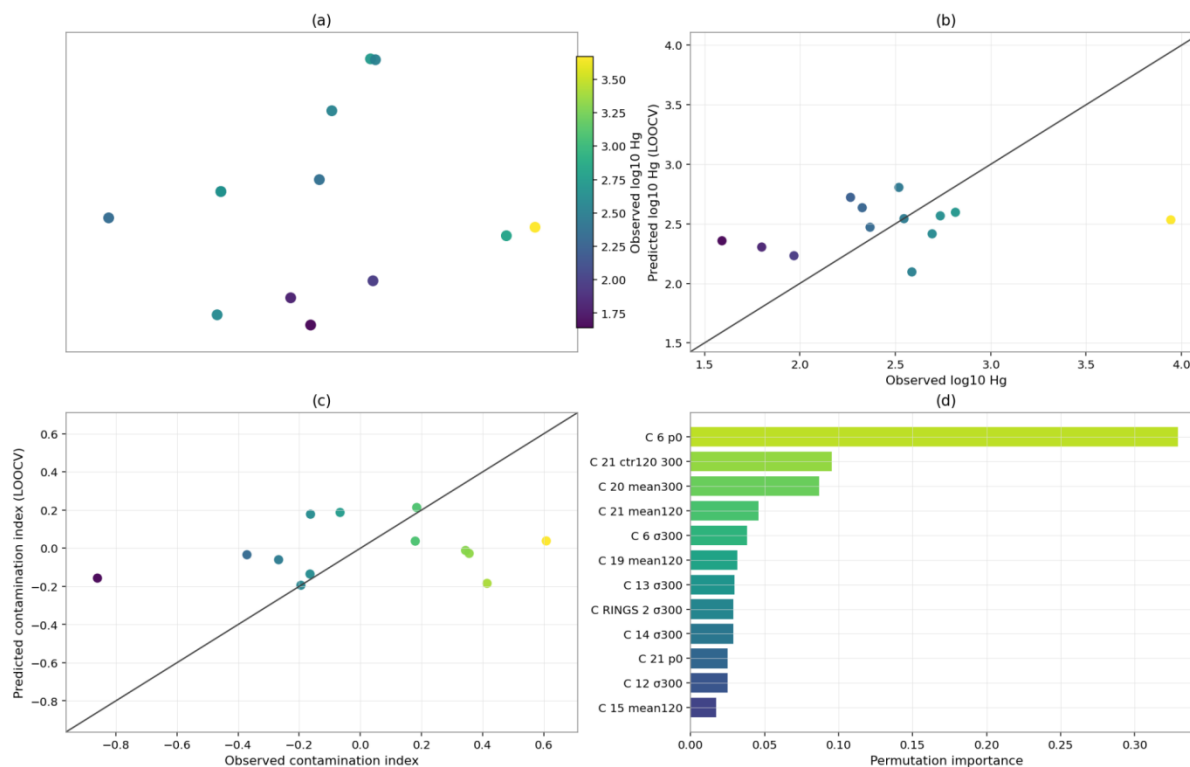 (a)
3.50
3.25
3.00
2.75
2.50
2.25
2.00
1.75
Observed log10 Hg
(b)
4.0
3.5
3.0
2.5
2.0
1.5
Predicted log10 Hg (LOOCV)
1.5 2.0 2.5 3.0 3.5 4.0
Observed log10 Hg
(c)
0.6
0.4
0.2
0.0
−0.2
−0.4
−0.6
−0.8
Predicted contamination index (LOOCV)
−0.8 −0.6 −0.4 −0.2 0.0 0.2 0.4 0.6
Observed contamination index
(d)
C 6 p0
C 21 ctr120 300
C 20 mean300
C 21 mean120
C 6 σ300
C 19 mean120
C 13 σ300
C RINGS 2 σ300
C 14 σ300
C 21 p0
C 12 σ300
C 15 mean120
0.00 0.05 0.10 0.15 0.20 0.25 0.30
Permutation importance